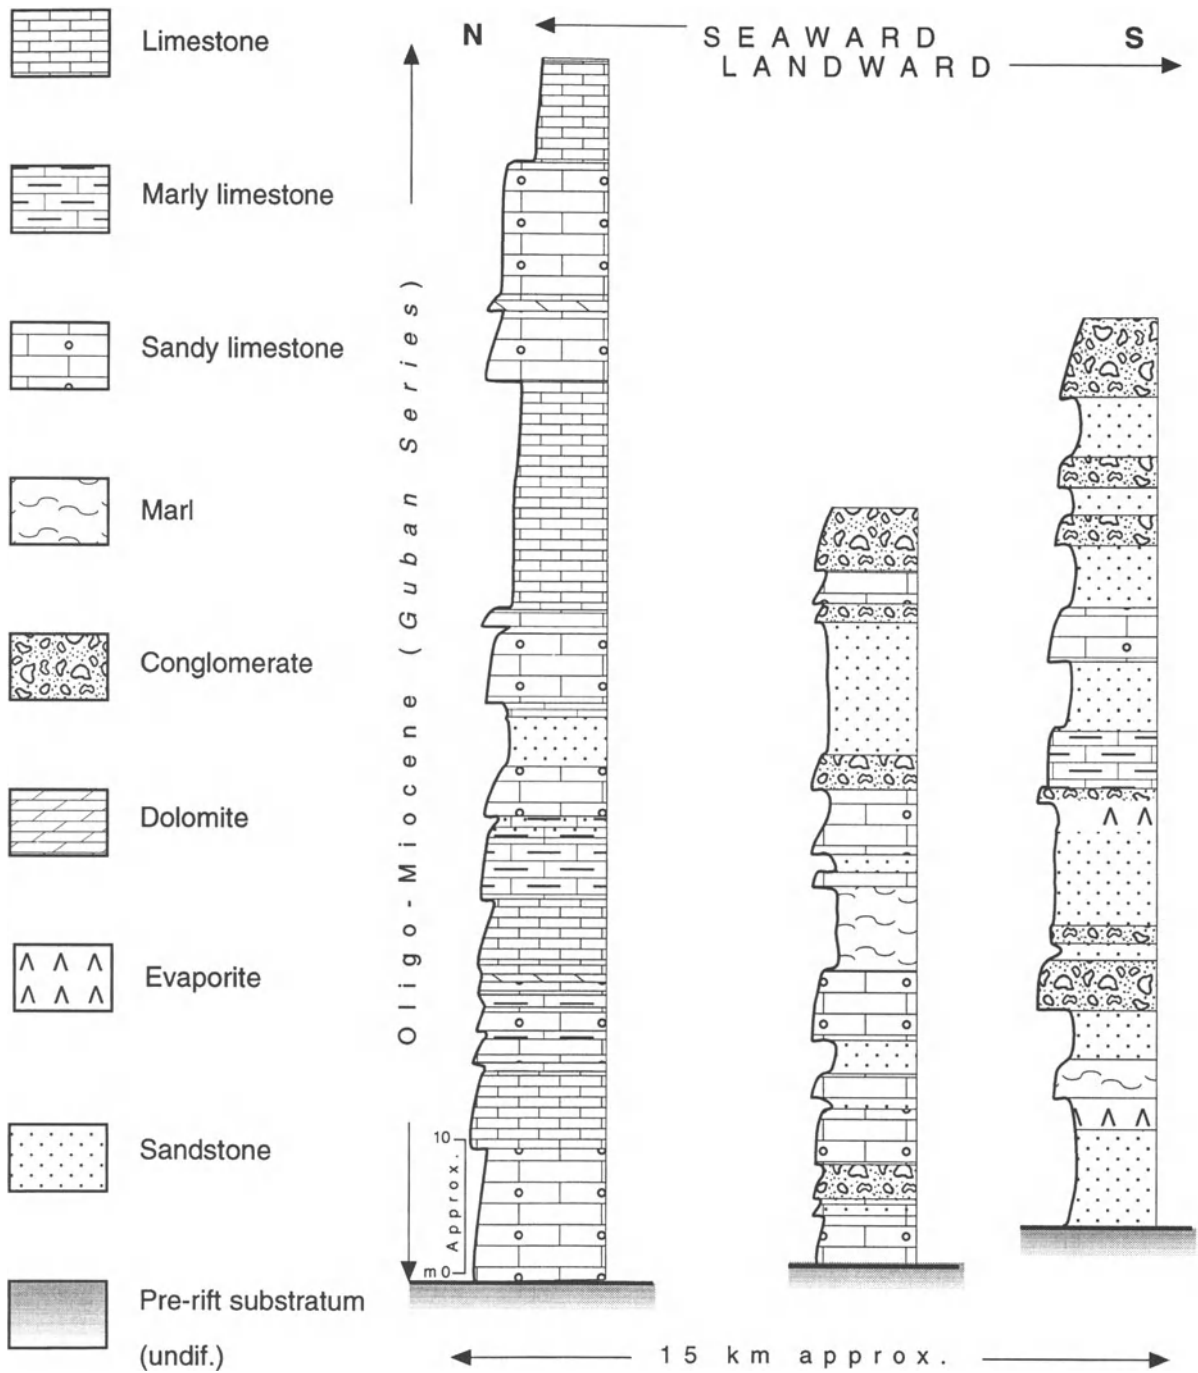 Limestone
Marly limestone
Sandy limestone
Marl
Conglomerate
Dolomite
Evaporite
Sandstone
Pre-rift substratum
(undif.)
N
SEAWARD
LANDWARD
S
Oligo-Miocene (Guban Series)
10
Approx.
m 0
15 km approx.